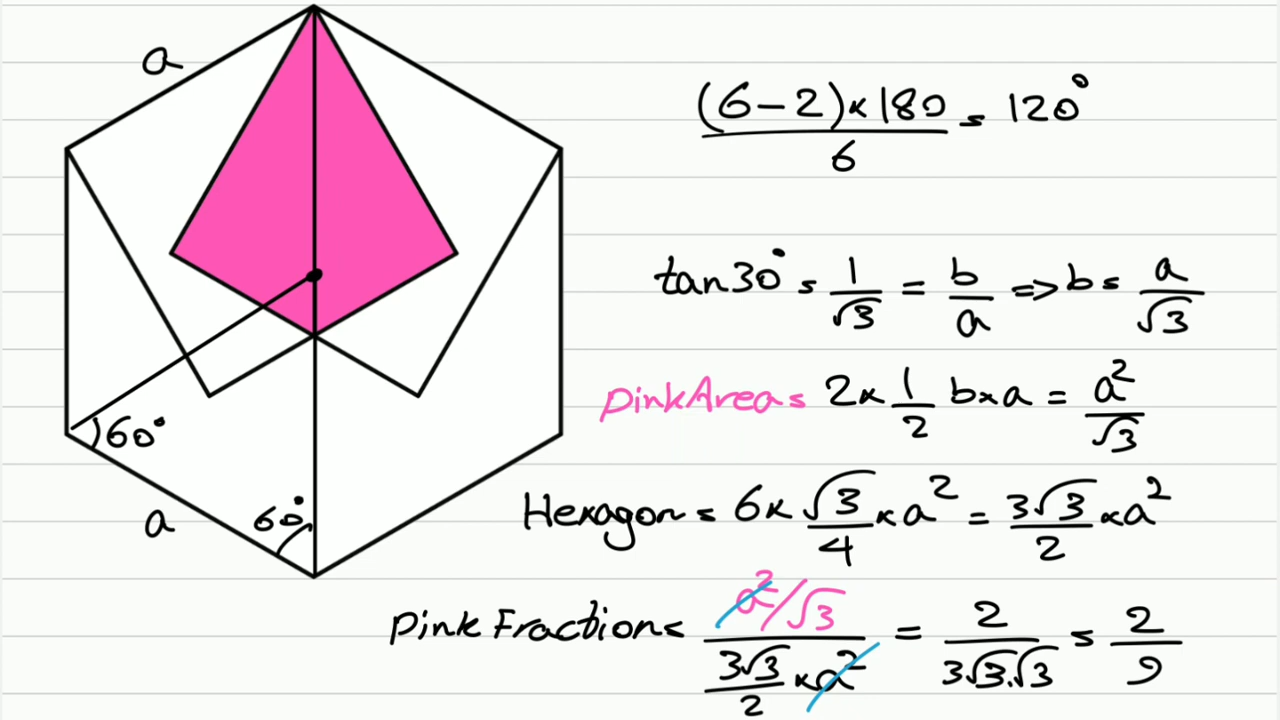 a
(6-2)×180/6 = 120°
tan30° = 1/√3 = b/a => b = a/√3
Pink Area = 2×1/2 b×a = a²/√3
60°
Hexagon = 6×√3/4×a² = 3√3/2×a²
a
60°
Pink Fraction = (a²/√3)/(3√3/2×a²) = 2/(3√3.√3) = 2/9